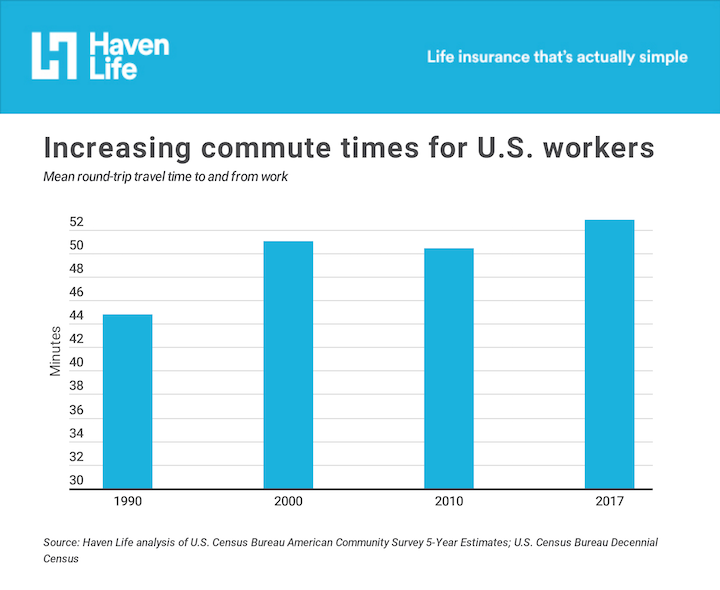 Haven
Life
Life insurance that's actually simple
Increasing commute times for U.S. workers
Mean round-trip travel time to and from work
52
50
48
46
44
42
40
38
36
34
32
30
Minutes
1990 2000 2010 2017
Source: Haven Life analysis of U.S. Census Bureau American Community Survey 5-Year Estimates; U.S. Census Bureau Decennial
Census